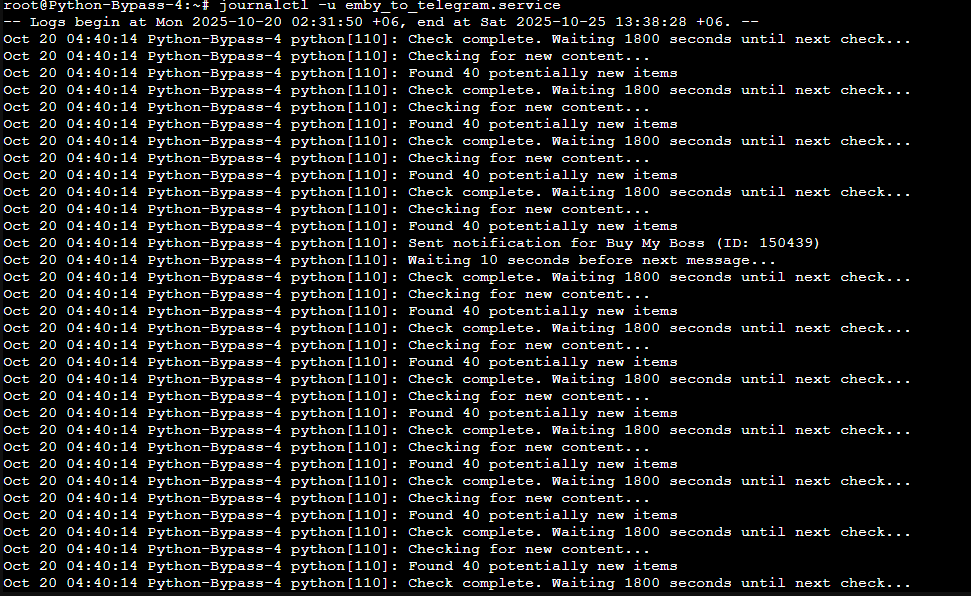 root@Python-Bypass-4:~# journalctl -u emby_to_telegram.service
-- Logs begin at Mon 2025-10-20 02:31:50 +06, end at Sat 2025-10-25 13:38:28 +06. --
Oct 20 04:40:14 Python-Bypass-4 python[110]: Check complete. Waiting 1800 seconds until next check...
Oct 20 04:40:14 Python-Bypass-4 python[110]: Checking for new content...
Oct 20 04:40:14 Python-Bypass-4 python[110]: Found 40 potentially new items
Oct 20 04:40:14 Python-Bypass-4 python[110]: Check complete. Waiting 1800 seconds until next check...
Oct 20 04:40:14 Python-Bypass-4 python[110]: Checking for new content...
Oct 20 04:40:14 Python-Bypass-4 python[110]: Found 40 potentially new items
Oct 20 04:40:14 Python-Bypass-4 python[110]: Check complete. Waiting 1800 seconds until next check...
Oct 20 04:40:14 Python-Bypass-4 python[110]: Checking for new content...
Oct 20 04:40:14 Python-Bypass-4 python[110]: Found 40 potentially new items
Oct 20 04:40:14 Python-Bypass-4 python[110]: Check complete. Waiting 1800 seconds until next check...
Oct 20 04:40:14 Python-Bypass-4 python[110]: Checking for new content...
Oct 20 04:40:14 Python-Bypass-4 python[110]: Found 40 potentially new items
Oct 20 04:40:14 Python-Bypass-4 python[110]: Sent notification for Buy My Boss (ID: 150439)
Oct 20 04:40:14 Python-Bypass-4 python[110]: Waiting 10 seconds before next message...
Oct 20 04:40:14 Python-Bypass-4 python[110]: Check complete. Waiting 1800 seconds until next check...
Oct 20 04:40:14 Python-Bypass-4 python[110]: Checking for new content...
Oct 20 04:40:14 Python-Bypass-4 python[110]: Found 40 potentially new items
Oct 20 04:40:14 Python-Bypass-4 python[110]: Check complete. Waiting 1800 seconds until next check...
Oct 20 04:40:14 Python-Bypass-4 python[110]: Checking for new content...
Oct 20 04:40:14 Python-Bypass-4 python[110]: Found 40 potentially new items
Oct 20 04:40:14 Python-Bypass-4 python[110]: Check complete. Waiting 1800 seconds until next check...
Oct 20 04:40:14 Python-Bypass-4 python[110]: Checking for new content...
Oct 20 04:40:14 Python-Bypass-4 python[110]: Found 40 potentially new items
Oct 20 04:40:14 Python-Bypass-4 python[110]: Check complete. Waiting 1800 seconds until next check...
Oct 20 04:40:14 Python-Bypass-4 python[110]: Checking for new content...
Oct 20 04:40:14 Python-Bypass-4 python[110]: Found 40 potentially new items
Oct 20 04:40:14 Python-Bypass-4 python[110]: Check complete. Waiting 1800 seconds until next check...
Oct 20 04:40:14 Python-Bypass-4 python[110]: Checking for new content...
Oct 20 04:40:14 Python-Bypass-4 python[110]: Found 40 potentially new items
Oct 20 04:40:14 Python-Bypass-4 python[110]: Check complete. Waiting 1800 seconds until next check...
Oct 20 04:40:14 Python-Bypass-4 python[110]: Checking for new content...
Oct 20 04:40:14 Python-Bypass-4 python[110]: Found 40 potentially new items
Oct 20 04:40:14 Python-Bypass-4 python[110]: Check complete. Waiting 1800 seconds until next check...